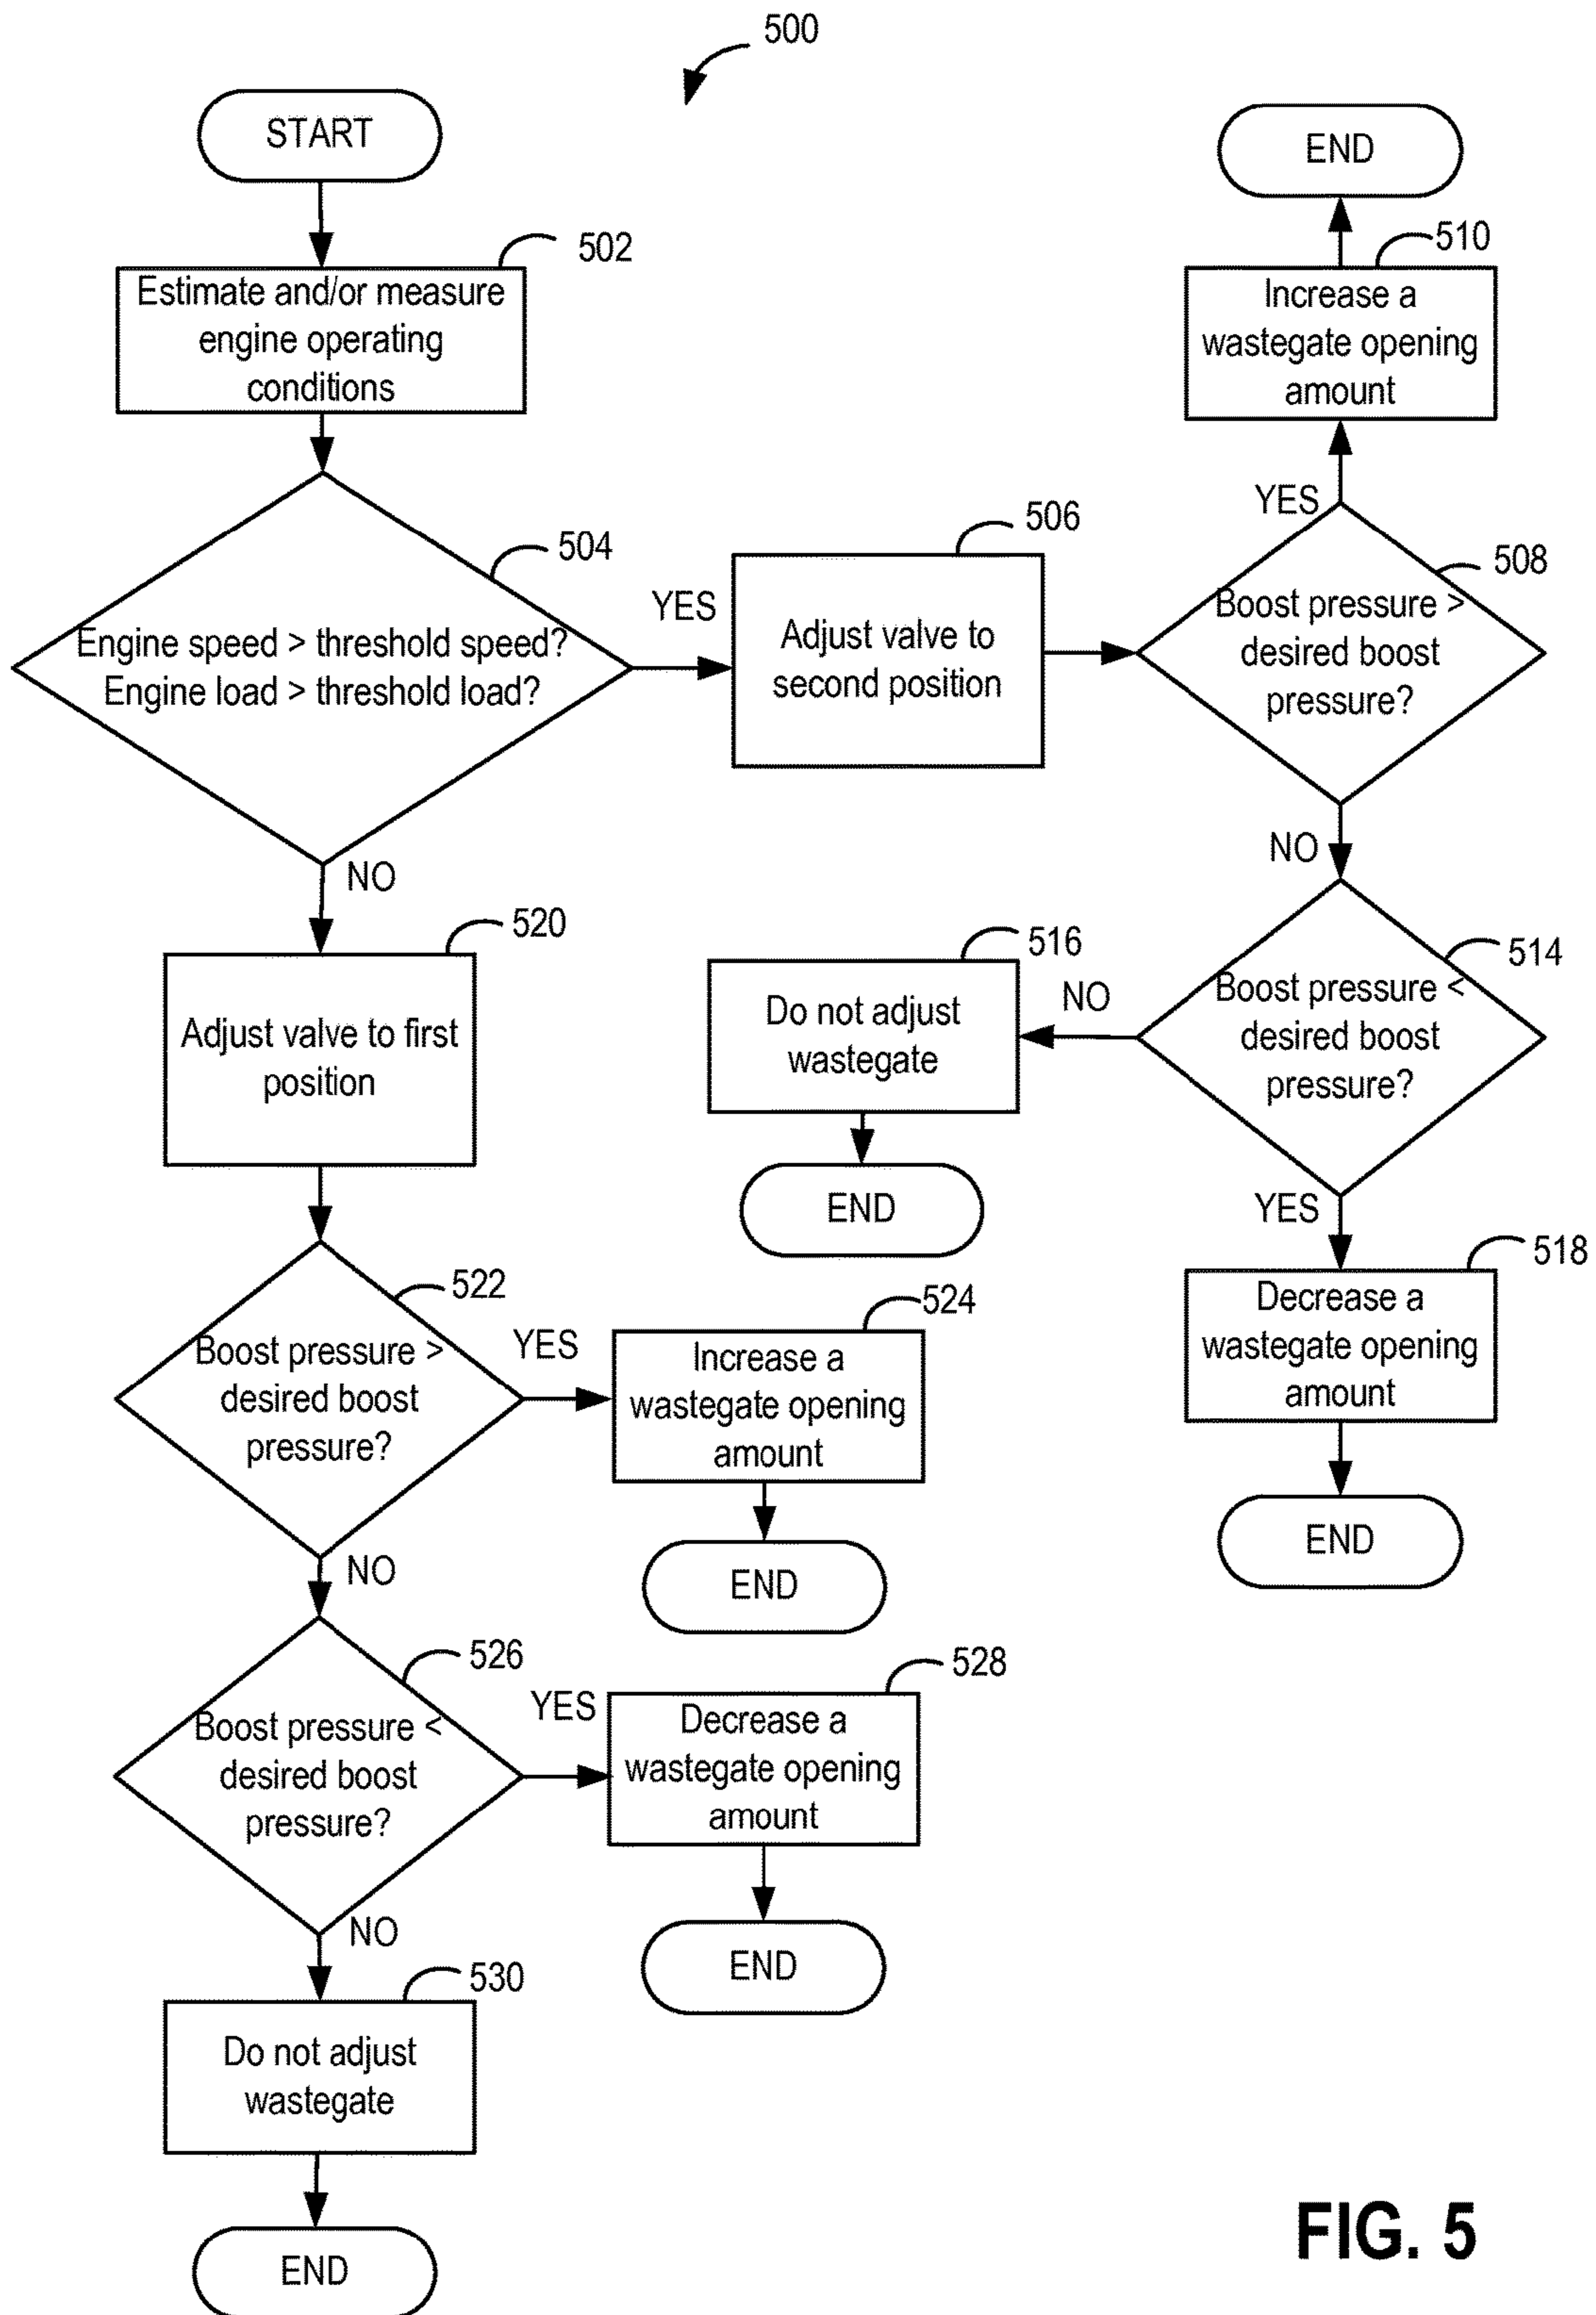 500
START
END
502
Estimate and/or measure
engine operating
conditions
510
Increase a
wastegate opening
amount
504
Engine speed > threshold speed?
Engine load > threshold load?
YES
506
Adjust valve to
second position
YES
508
Boost pressure >
desired boost
pressure?
NO
NO
520
Adjust valve to first
position
516
Do not adjust
wastegate
NO
514
Boost pressure <
desired boost
pressure?
END
YES
518
Decrease a
wastegate opening
amount
END
522
Boost pressure >
desired boost
pressure?
YES
524
Increase a
wastegate opening
amount
END
NO
526
Boost pressure <
desired boost
pressure?
YES
528
Decrease a
wastegate opening
amount
END
NO
530
Do not adjust
wastegate
END
FIG. 5